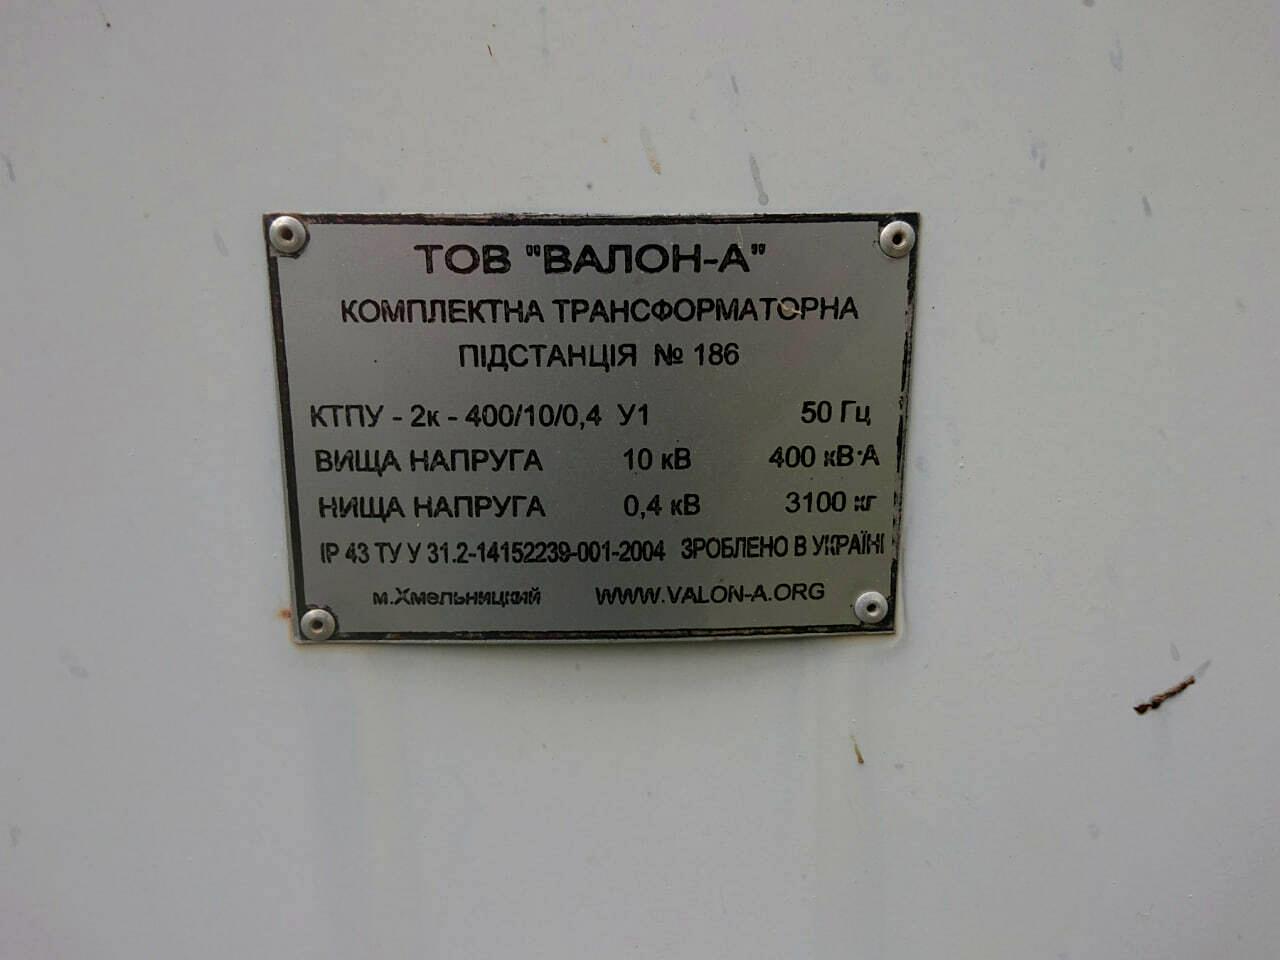 ТОВ "ВАЛОН-А"
КОМПЛЕКТНА ТРАНСФОРМАТОРНА
ПІДСТАНЦІЯ № 186
КТПУ - 2к - 400/10/0,4 У1 50 Гц
ВИЩА НАПРУГА 10 кВ 400 кВ·А
НИЩА НАПРУГА 0,4 кВ 3100 кг
IP 43 ТУ У 31.2-14152239-001-2004 ЗРОБЛЕНО В УКРАЇНІ
м.Хмельницкий WWW.VALON-A.ORG